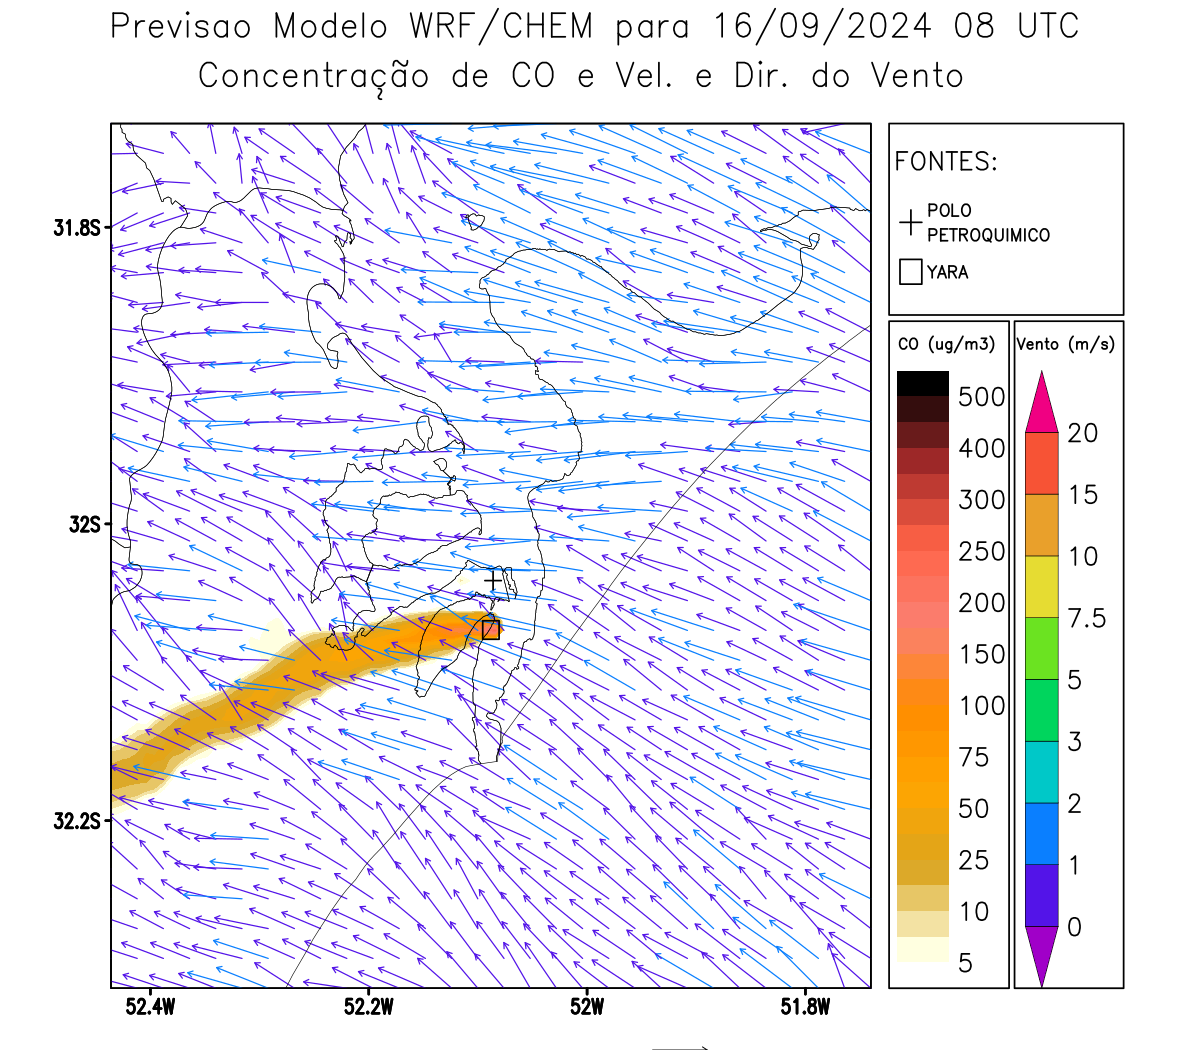 Previsao Modelo WRF/CHEM para 16/09/2024 08 UTC
Concentração de CO e Vel. e Dir. do Vento
FONTES:
POLO
PETROQUIMICO
YARA
CO (ug/m3)
500
400
300
250
200
150
100
75
50
25
10
5
Vento (m/s)
20
15
10
7.5
5
3
2
1
0
31.8S
32S
32.2S
52.4W 52.2W 52W 51.8W